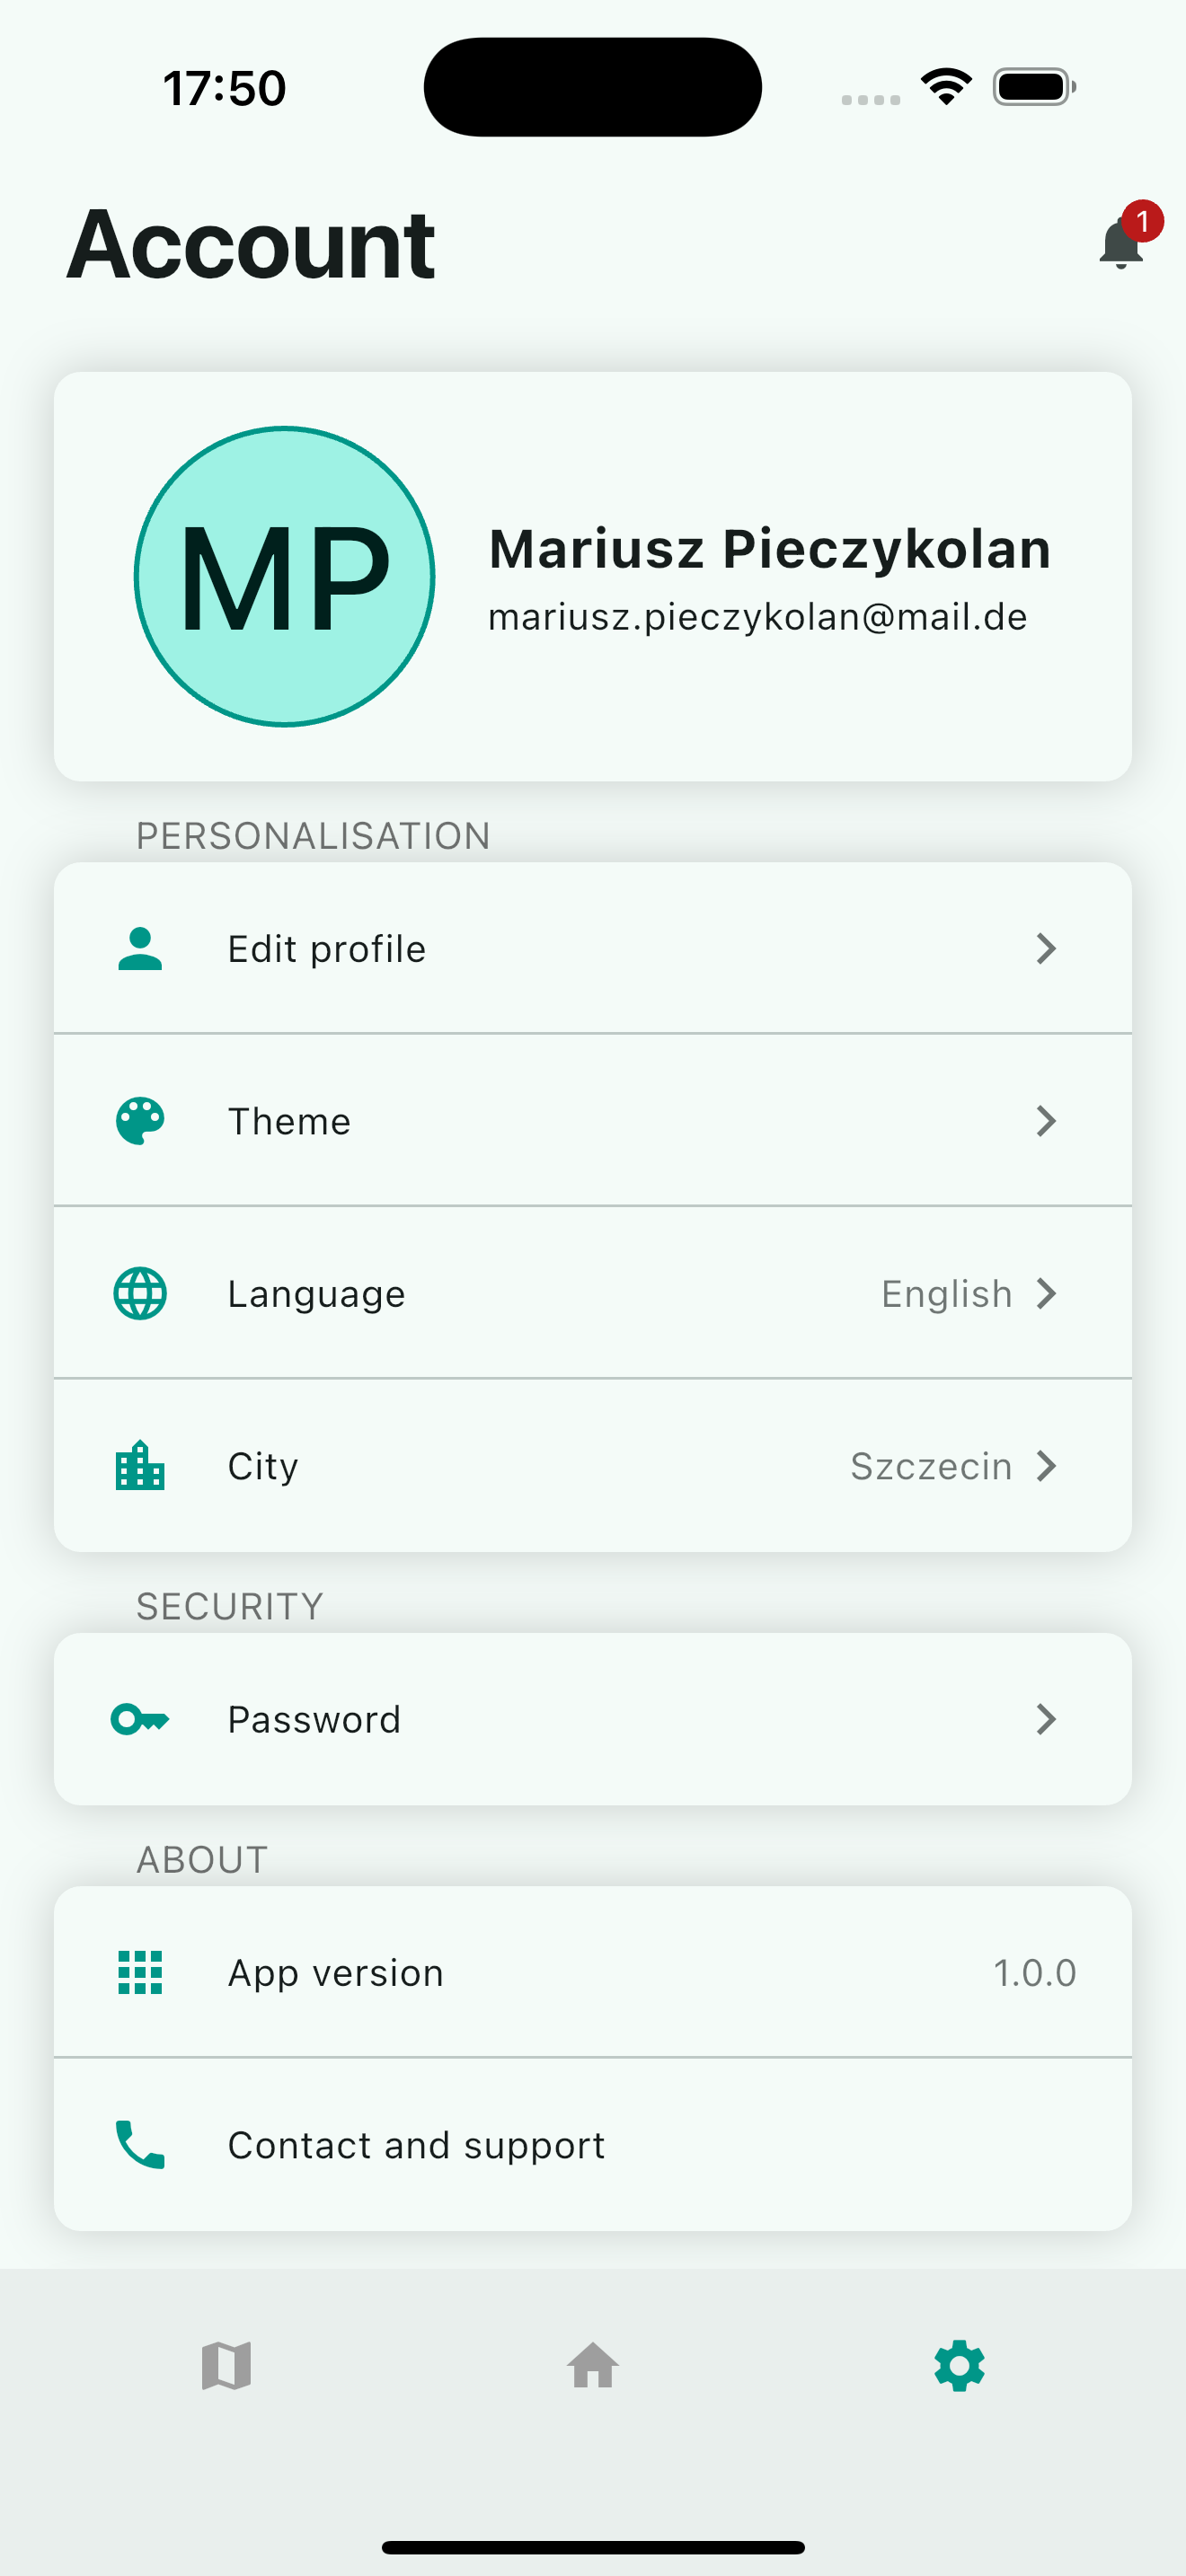 17:50
Account
1
MP
Mariusz Pieczykolan
mariusz.pieczykolan@mail.de
PERSONALISATION
Edit profile
Theme
Language English
City Szczecin
SECURITY
Password
ABOUT
App version 1.0.0
Contact and support